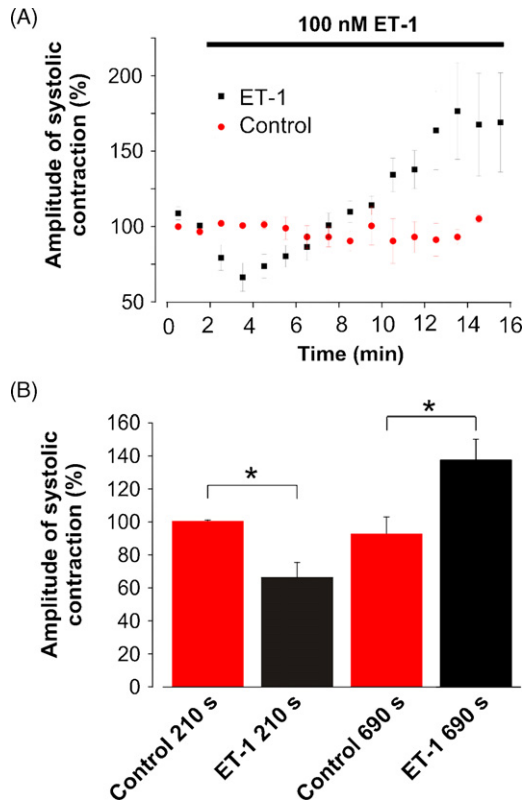 (A)
100 nM ET-1
Amplitude of systolic
contraction (%)
200
150
100
50
ET-1
Control
0 2 4 6 8 10 12 14 16
Time (min)
(B)
Amplitude of systolic
contraction (%)
160
140
120
100
80
60
40
20
0
*
*
Control 210 s
ET-1 210 s
Control 690 s
ET-1 690 s